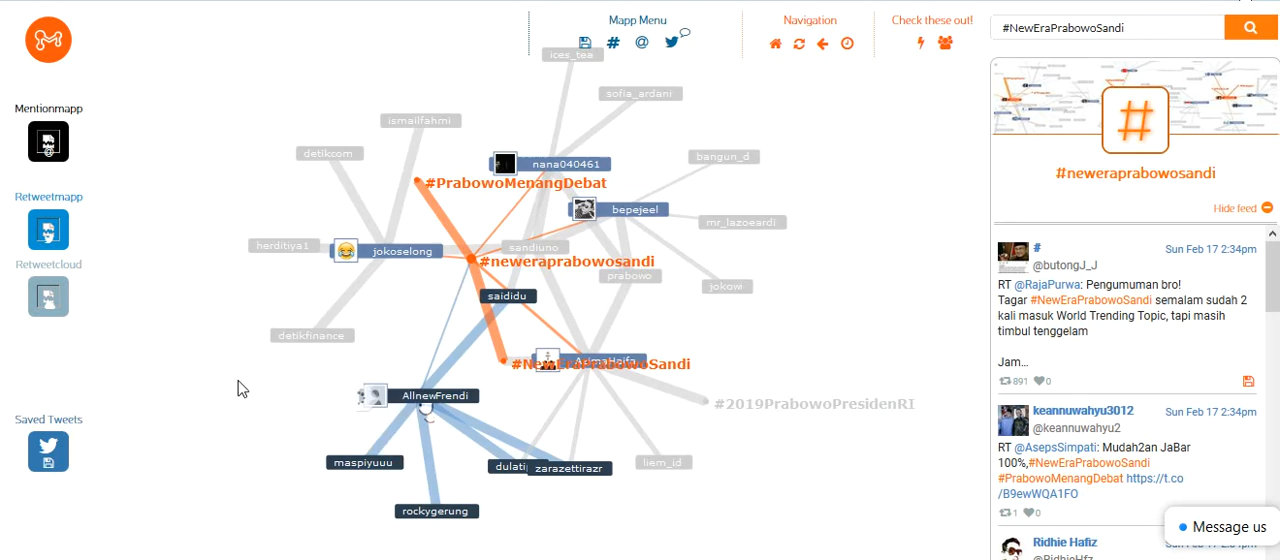 Mapp Menu
Navigation
Check these out!
#NewEraPrabowoSandi
Mentionmapp
Retweetmapp
Retweetcloud
Saved Tweets
ices_tea
sofia_ardani
ismailfahmi
detikcom
nana040461
bangun_d
#PrabowoMenangDebat
bepejeel
mr_lazoeardi
herditiya1
jokoselong
sandiuno
#neweraprabowosandi
prabowo
jokowi
saididu
detikfinance
#NewEraPrabowoSandi
AllnewFrendi
#2019PrabowoPresidenRI
maspiyuuu
zarazettirazr
liem_id
rockygerung
#
#neweraprabowosandi
Hide feed
#
Sun Feb 17 2:34pm
@butongJ_J
RT @RajaPurwa: Pengumuman bro!
Tagar #NewEraPrabowoSandi semalam sudah 2
kali masuk World Trending Topic, tapi masih
timbul tenggelam
Jam...
891 0
keannuwahyu3012
Sun Feb 17 2:34pm
@keannuwahyu2
RT @AsepsSimpati: Mudah2an JaBar
100%,#NewEraPrabowoSandi
#PrabowoMenangDebat https://t.co
/B9ewWQA1FO
1 0
Ridhie Hafiz
Message us